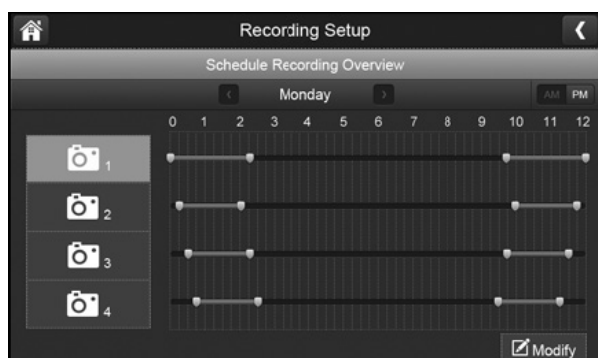 Recording Setup
Schedule Recording Overview
Monday
AM PM
0 1 2 3 4 5 6 7 8 9 10 11 12
1
2
3
4
Modify